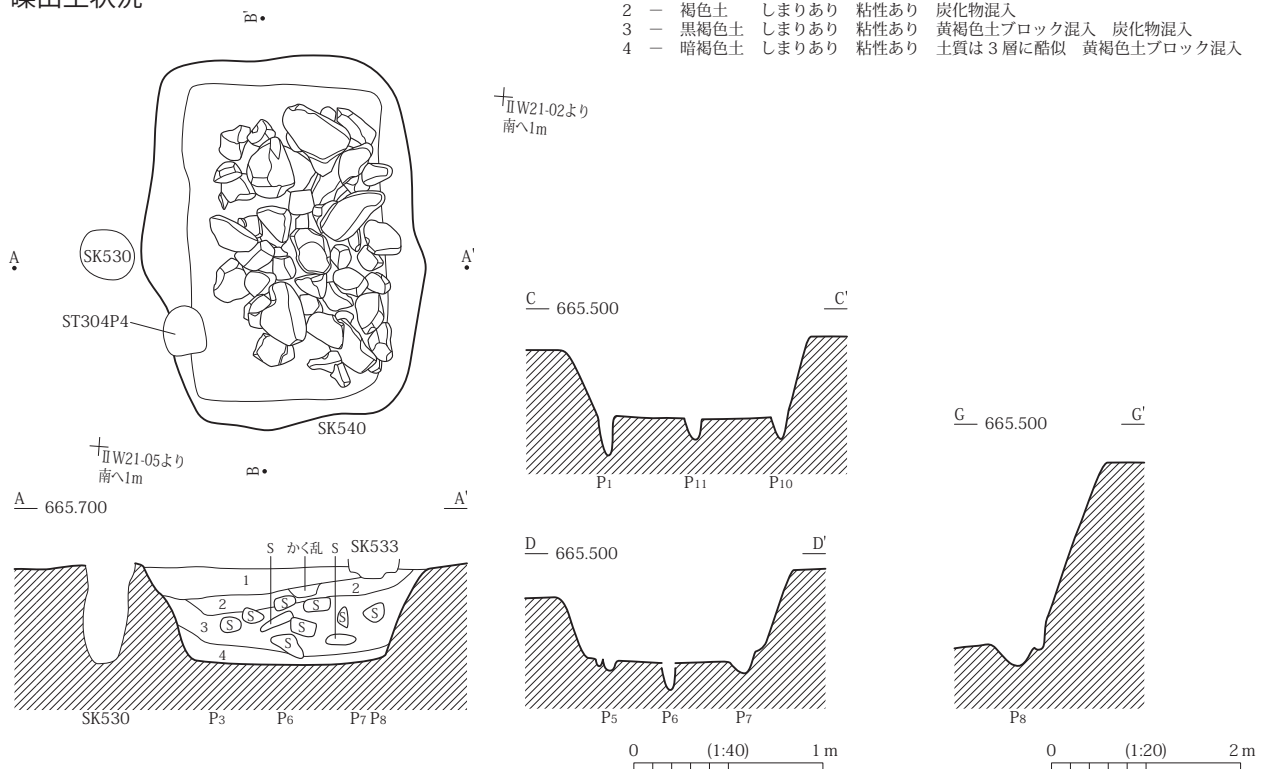 礫出土状況
2 － 褐色土 しまりあり 粘性あり 炭化物混入
3 － 黒褐色土 しまりあり 粘性あり 黄褐色土ブロック混入 炭化物混入
4 － 暗褐色土 しまりあり 粘性あり 土質は3層に酷似 黄褐色土ブロック混入
B'
ⅡW21-02より
南へ1m
A
SK530
A'
ST304P4
SK540
ⅡW21-05より
南へ1m
B
A 665.700 A'
S かく乱 S SK533
1
2
2
S S
S S S S
3 S S
S
4
SK530 P3 P6 P7 P8
C 665.500 C'
P1 P11 P10
D 665.500 D'
P5 P6 P7
G 665.500 G'
P8
0 (1:40) 1 m
0 (1:20) 2 m